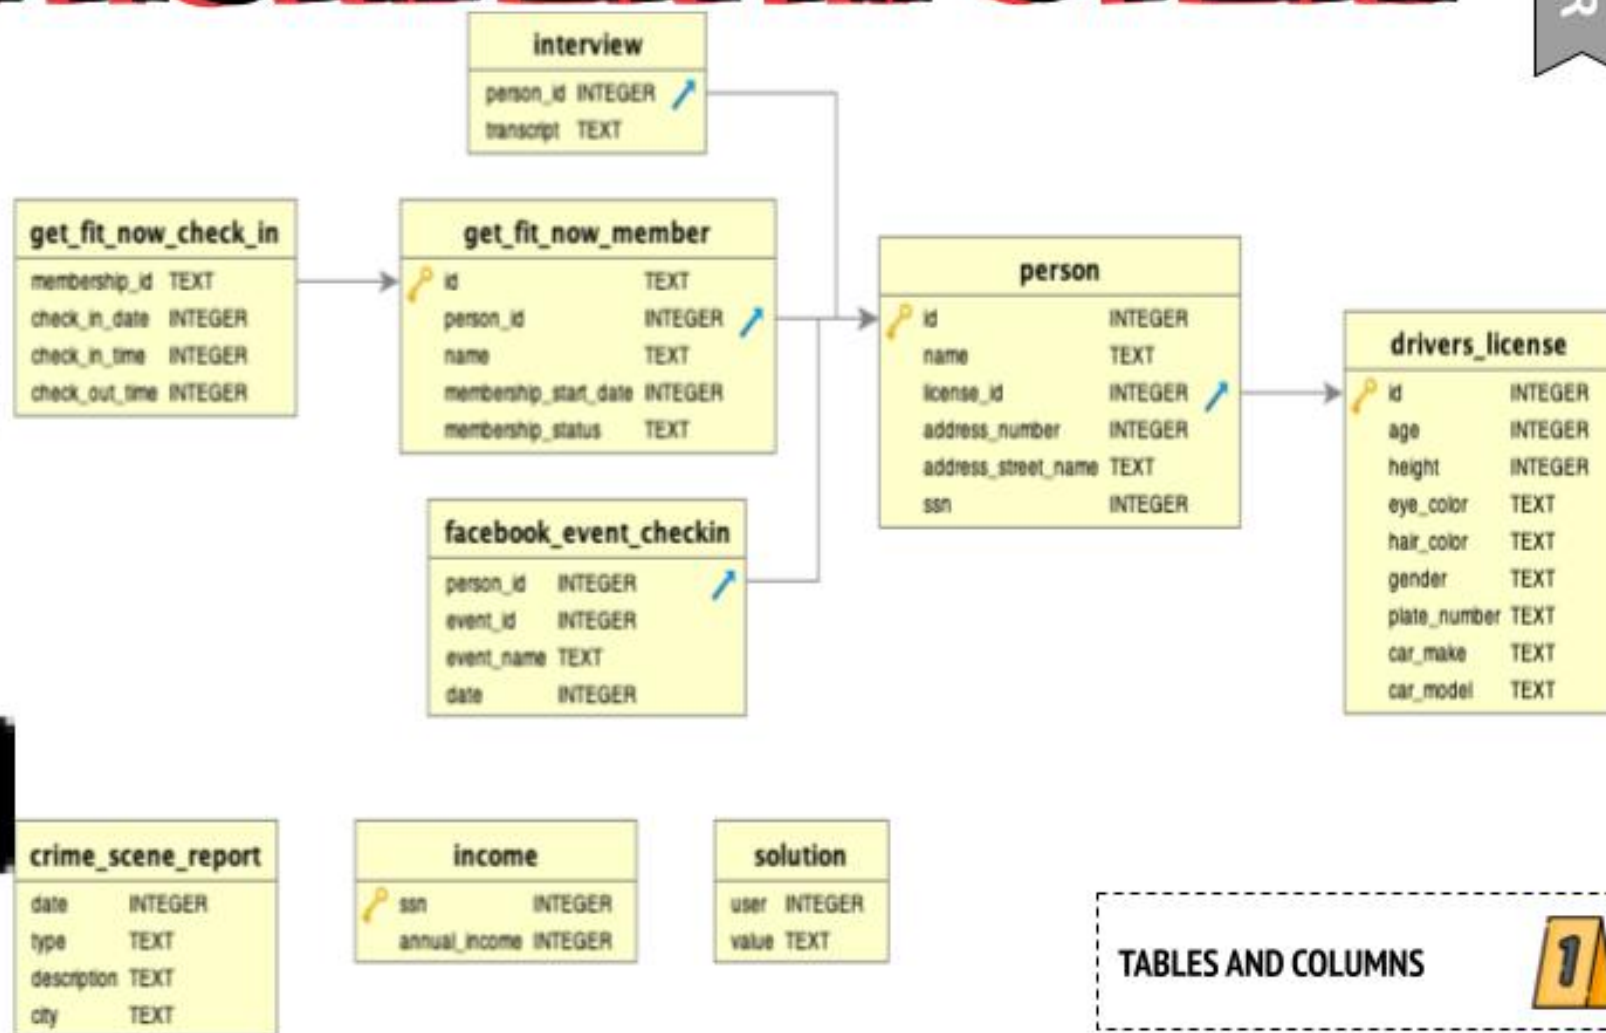 interview
person_id INTEGER
transcript TEXT
get_fit_now_check_in
membership_id TEXT
check_in_date INTEGER
check_in_time INTEGER
check_out_time INTEGER
get_fit_now_member
id TEXT
person_id INTEGER
name TEXT
membership_start_date INTEGER
membership_status TEXT
person
id INTEGER
name TEXT
license_id INTEGER
address_number INTEGER
address_street_name TEXT
ssn INTEGER
drivers_license
id INTEGER
age INTEGER
height INTEGER
eye_color TEXT
hair_color TEXT
gender TEXT
plate_number TEXT
car_make TEXT
car_model TEXT
facebook_event_checkin
person_id INTEGER
event_id INTEGER
event_name TEXT
date INTEGER
crime_scene_report
date INTEGER
type TEXT
description TEXT
city TEXT
income
ssn INTEGER
annual_income INTEGER
solution
user INTEGER
value TEXT
TABLES AND COLUMNS
1